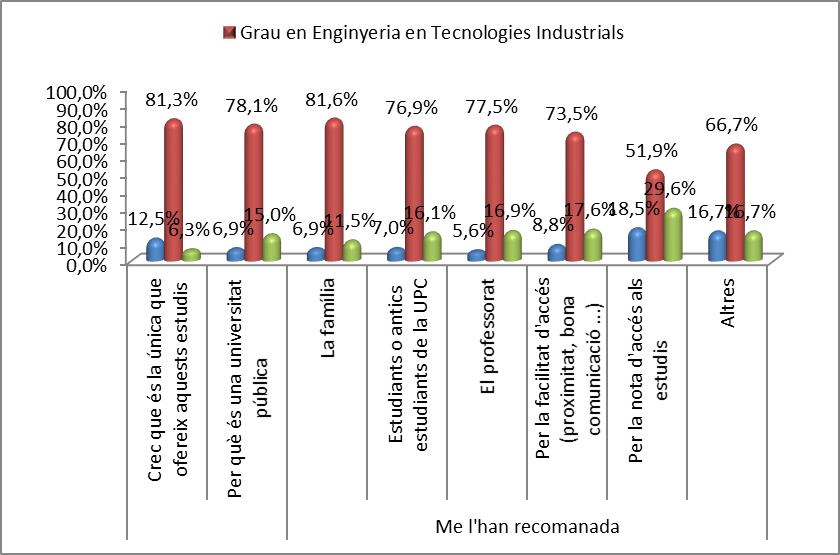 Grau en Enginyeria en Tecnologies Industrials
100,0%
90,0%
80,0%
70,0%
60,0%
50,0%
40,0%
30,0%
20,0%
10,0%
0,0%
81,3%
78,1%
81,6%
76,9%
77,5%
73,5%
51,9%
66,7%
12,5%
6,3%
6,9%
15,0%
6,9%
11,5%
7,0%
16,1%
5,6%
16,9%
8,8%
17,6%
18,5%
29,6%
16,7%
16,7%
Crec que és la única que
ofereix aquests estudis
Per què és una universitat
pública
La família
Estudiants o antics
estudiants de la UPC
El professorat
Per la facilitat d'accés
(proximitat, bona
comunicació ...)
Per la nota d'accés als
estudis
Altres
Me l'han recomanada